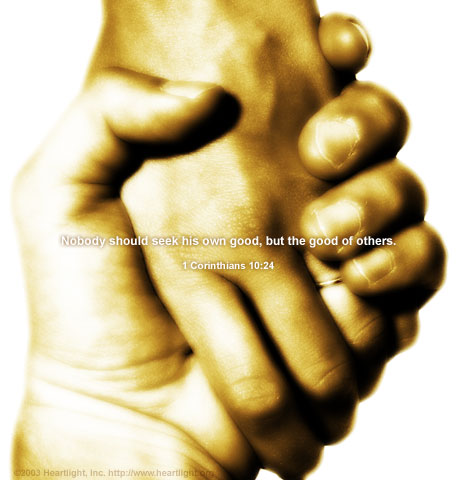 Nobody should seek his own good, but the good of others.
1 Corinthians 10:24
©2003 Heartlight, Inc. http://www.heartlight.org